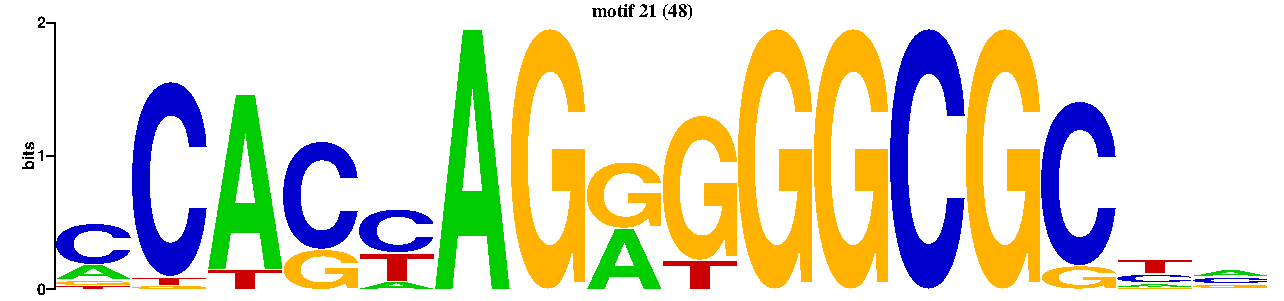 motif 21 (48)
2
1
0
bits
C C A C C A G G G G G C G C T A
A T T G T A T G C C
G G A A G
T